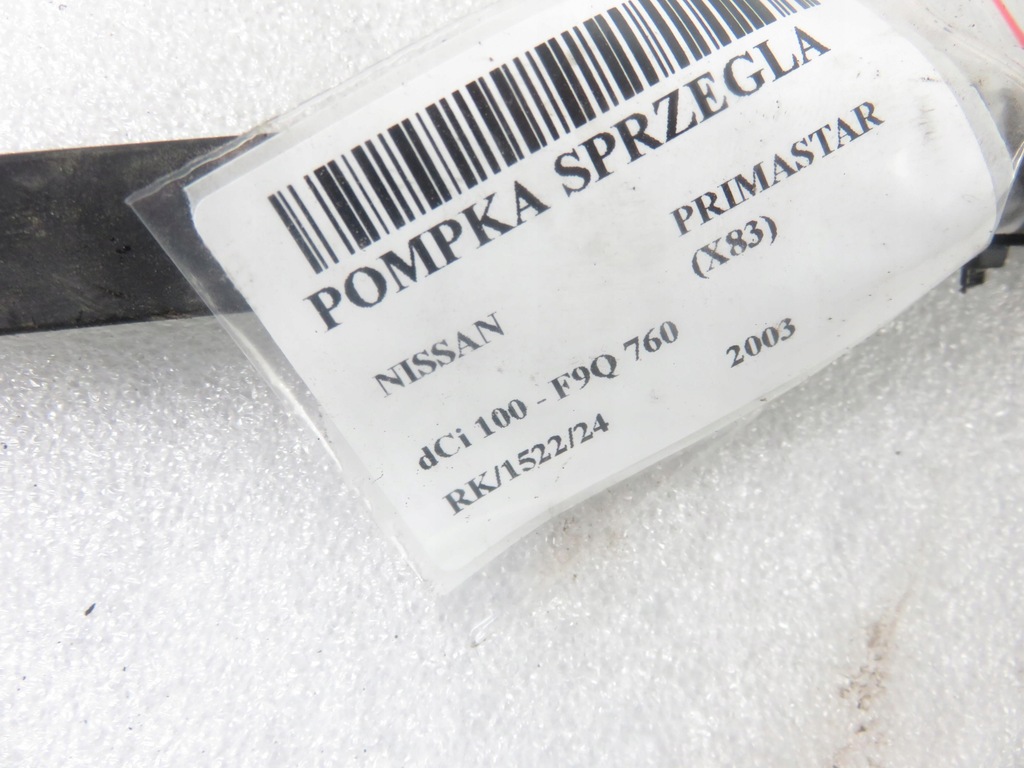 POMPKA SPRZEGLA
NISSAN PRIMASTAR
(X83)
dCi 100 - F9Q 760 2003
RK/1522/24